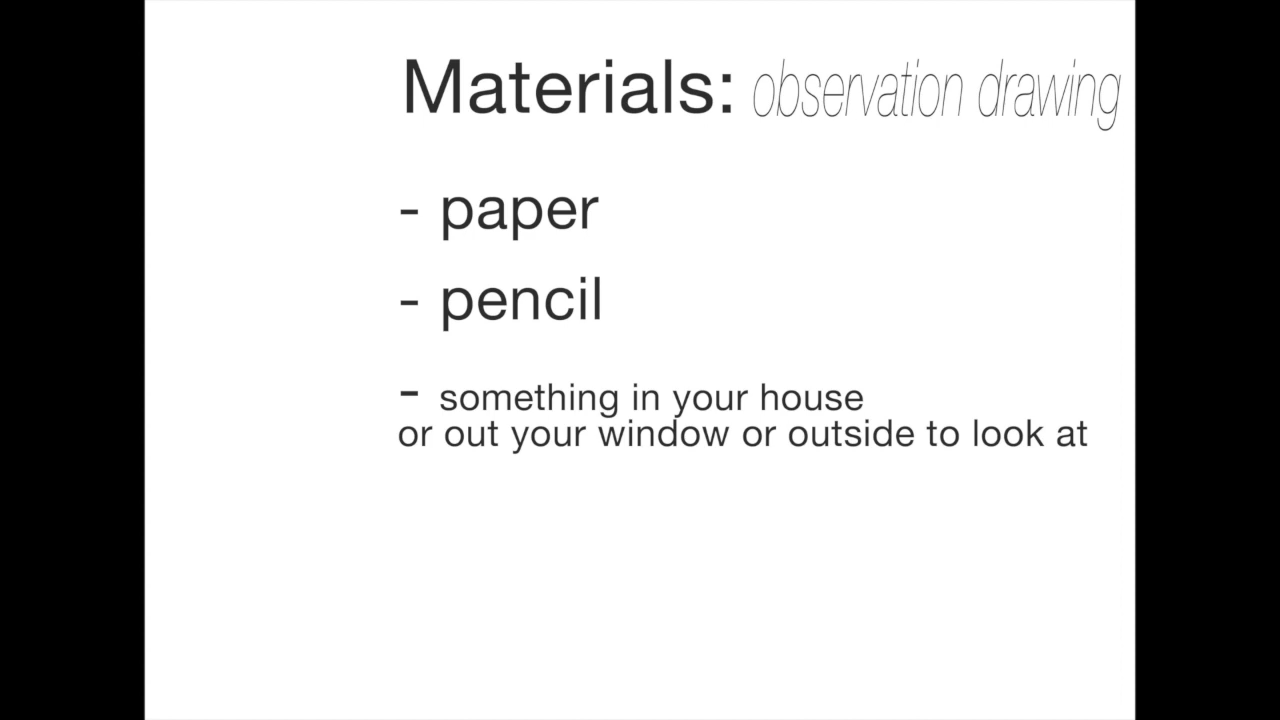 Materials: observation drawing
- paper
- pencil
- something in your house
or out your window or outside to look at